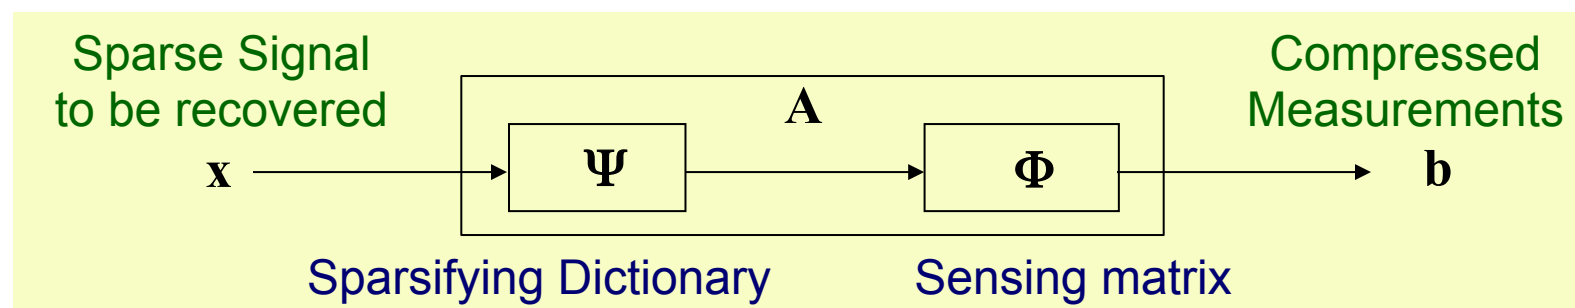 Sparse Signal
to be recovered
Compressed
Measurements
A
x
Ψ
Φ
b
Sparsifying Dictionary
Sensing matrix